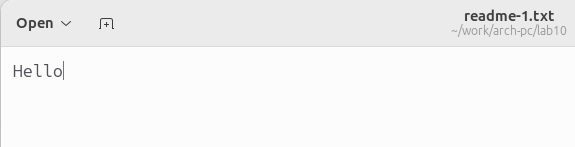 Open
readme-1.txt
~/work/arch-pc/lab10
Hello